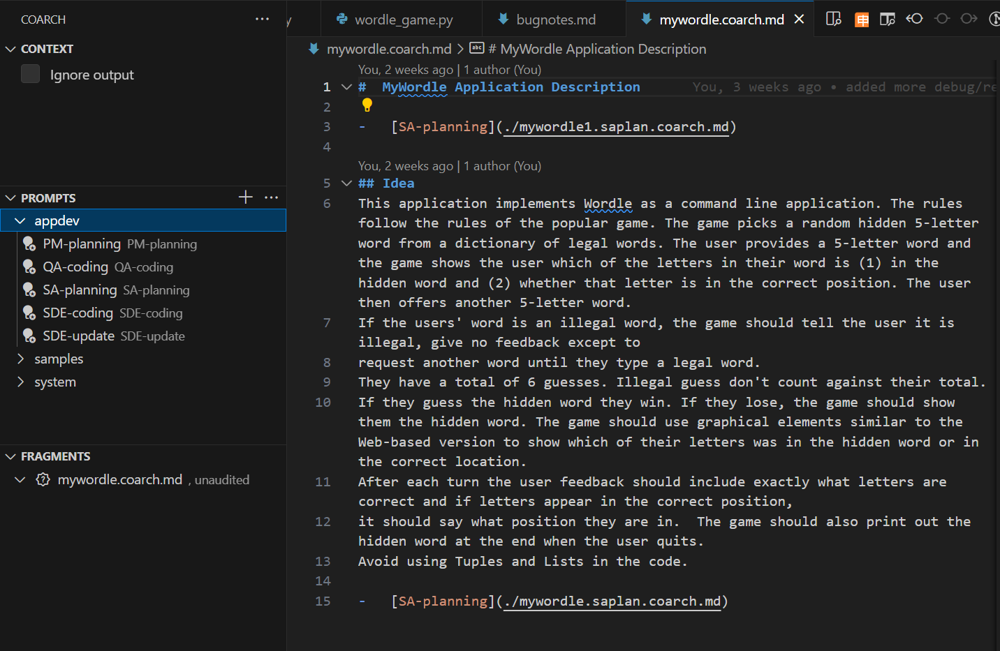 COARCH
CONTEXT
Ignore output
PROMPTS
appdev
PM-planning PM-planning
QA-coding QA-coding
SA-planning SA-planning
SDE-coding SDE-coding
SDE-update SDE-update
samples
system
FRAGMENTS
mywordle.coarch.md , unaudited
y wordle_game.py bugnotes.md mywordle.coarch.md
mywordle.coarch.md > abc # MyWordle Application Description
You, 2 weeks ago | 1 author (You)
1 # MyWordle Application Description You, 3 weeks ago • added more debug/re
2
3 - [SA-planning](./mywordle1.saplan.coarch.md)
4
You, 2 weeks ago | 1 author (You)
5 ## Idea
6 This application implements Wordle as a command line application. The rules
follow the rules of the popular game. The game picks a random hidden 5-letter
word from a dictionary of legal words. The user provides a 5-letter word and
the game shows the user which of the letters in their word is (1) in the
hidden word and (2) whether that letter is in the correct position. The user
then offers another 5-letter word.
7 If the users' word is an illegal word, the game should tell the user it is
illegal, give no feedback except to
8 request another word until they type a legal word.
9 They have a total of 6 guesses. Illegal guess don't count against their total.
10 If they guess the hidden word they win. If they lose, the game should show
them the hidden word. The game should use graphical elements similar to the
Web-based version to show which of their letters was in the hidden word or in
the correct location.
11 After each turn the user feedback should include exactly what letters are
correct and if letters appear in the correct position,
12 it should say what position they are in.  The game should also print out the
hidden word at the end when the user quits.
13 Avoid using Tuples and Lists in the code.
14
15 - [SA-planning](./mywordle.saplan.coarch.md)